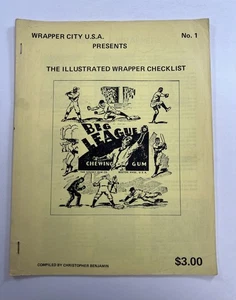 WRAPPER CITY U.S.A.
No. 1
PRESENTS
THE ILLUSTRATED WRAPPER CHECKLIST
BIG
LEAGUE
CHEWING GUM
COMPILED BY CHRISTOPHER BENJAMIN
$3.00